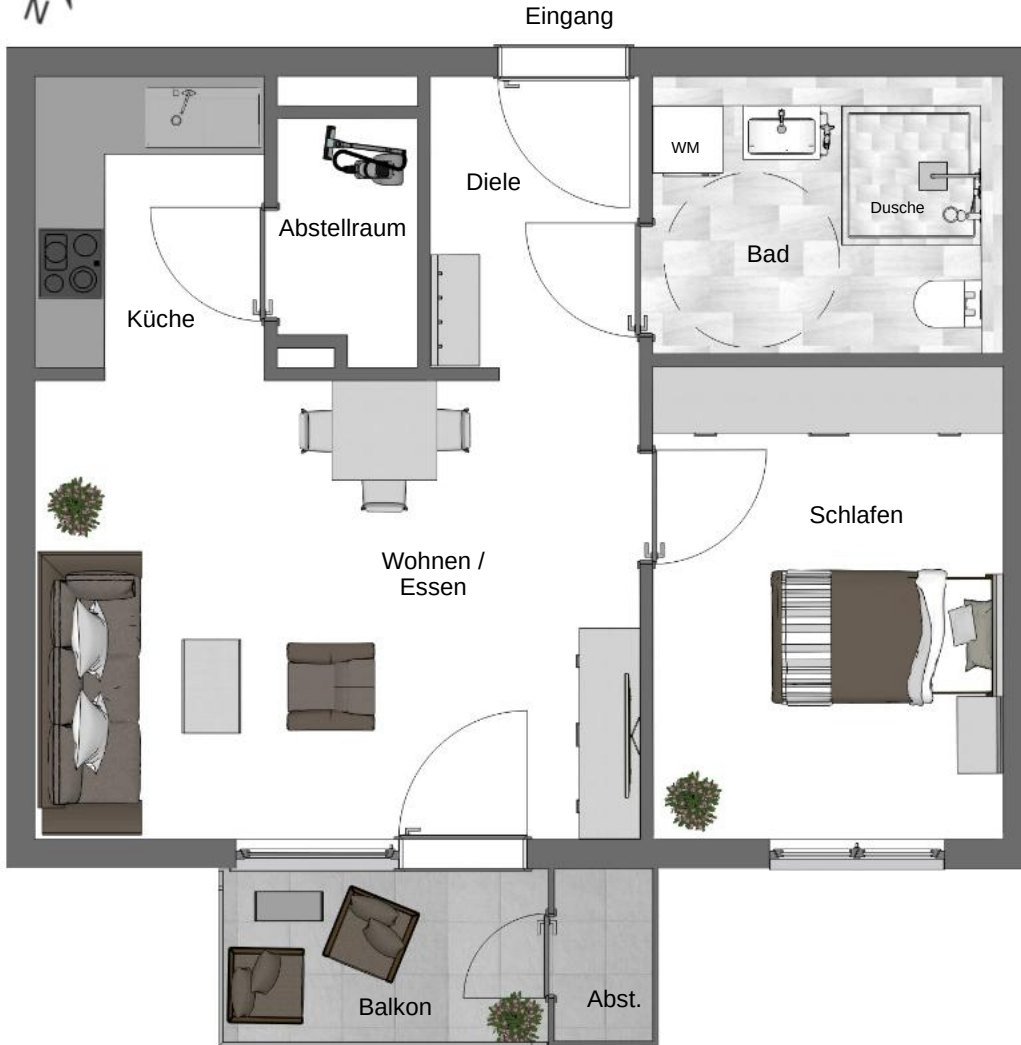 N
Eingang
WM
Diele
Dusche
Abstellraum
Bad
Küche
Schlafen
Wohnen /
Essen
Balkon
Abst.